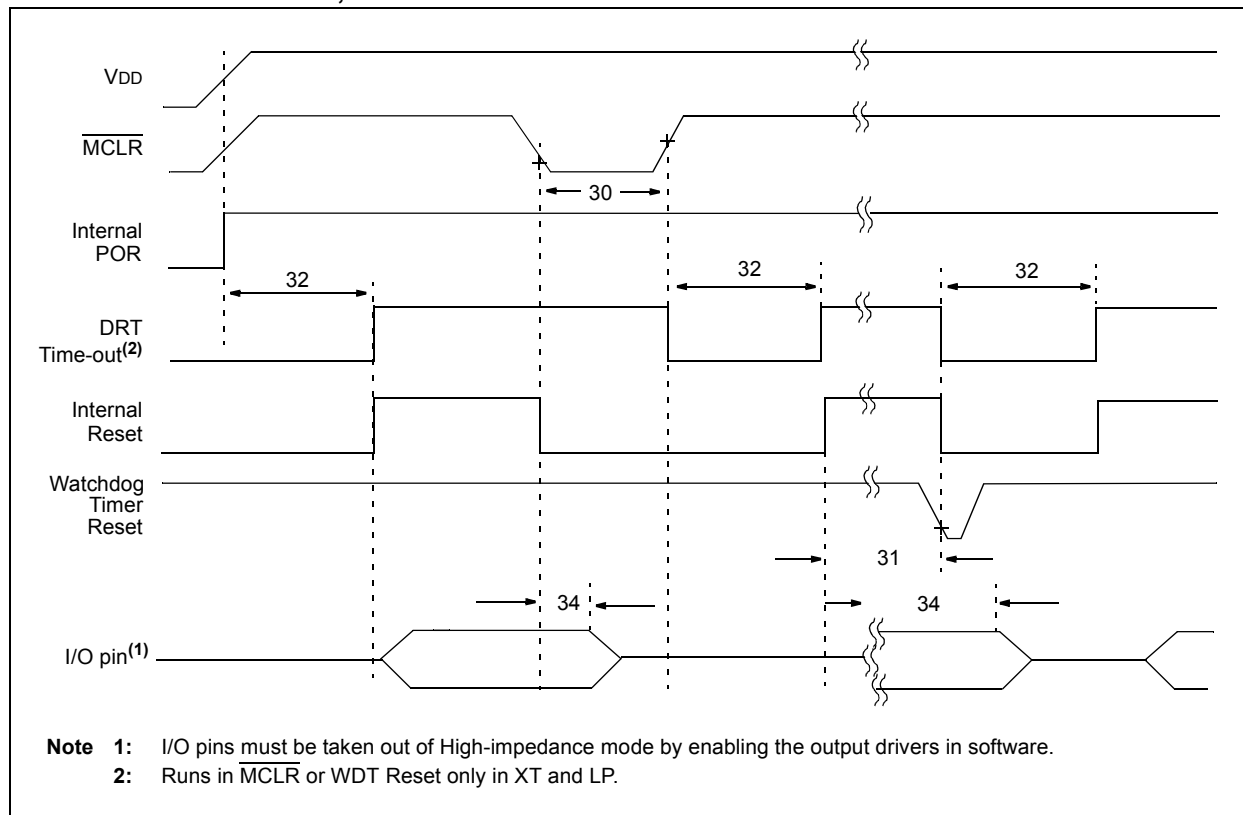 VDD
MCLR
30
Internal
POR
32
32
32
DRT
Time-out(2)
Internal
Reset
Watchdog
Timer
Reset
31
34
34
I/O pin(1)
Note 1: I/O pins must be taken out of High-impedance mode by enabling the output drivers in software.
2: Runs in MCLR or WDT Reset only in XT and LP.